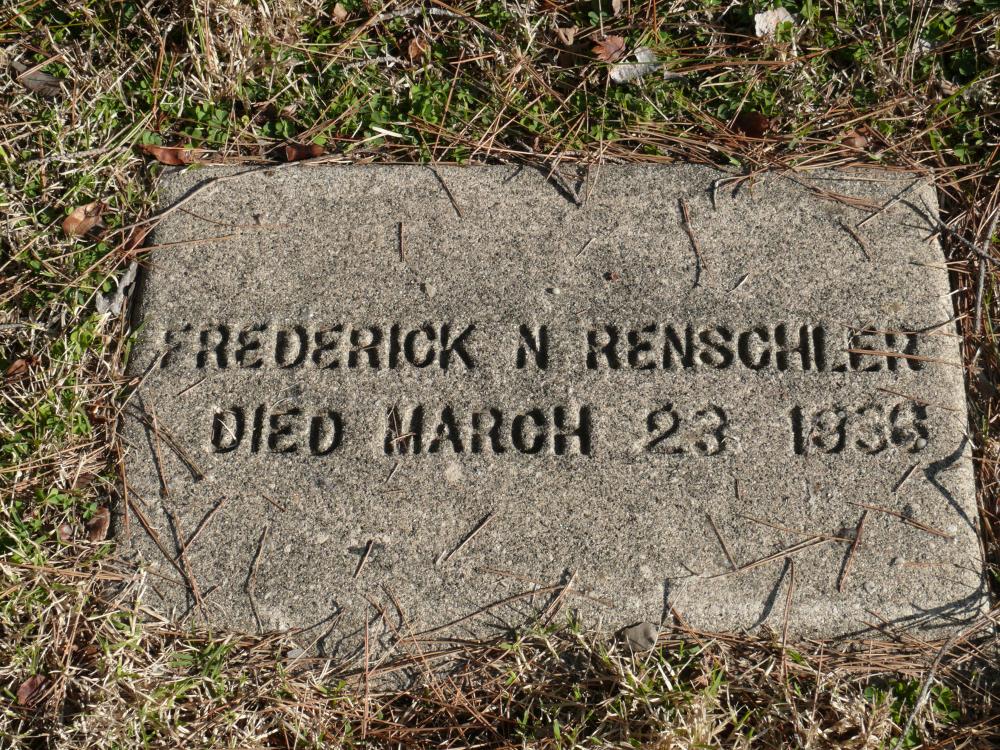 FREDERICK N RENSCHLER
DIED MARCH 23 1936